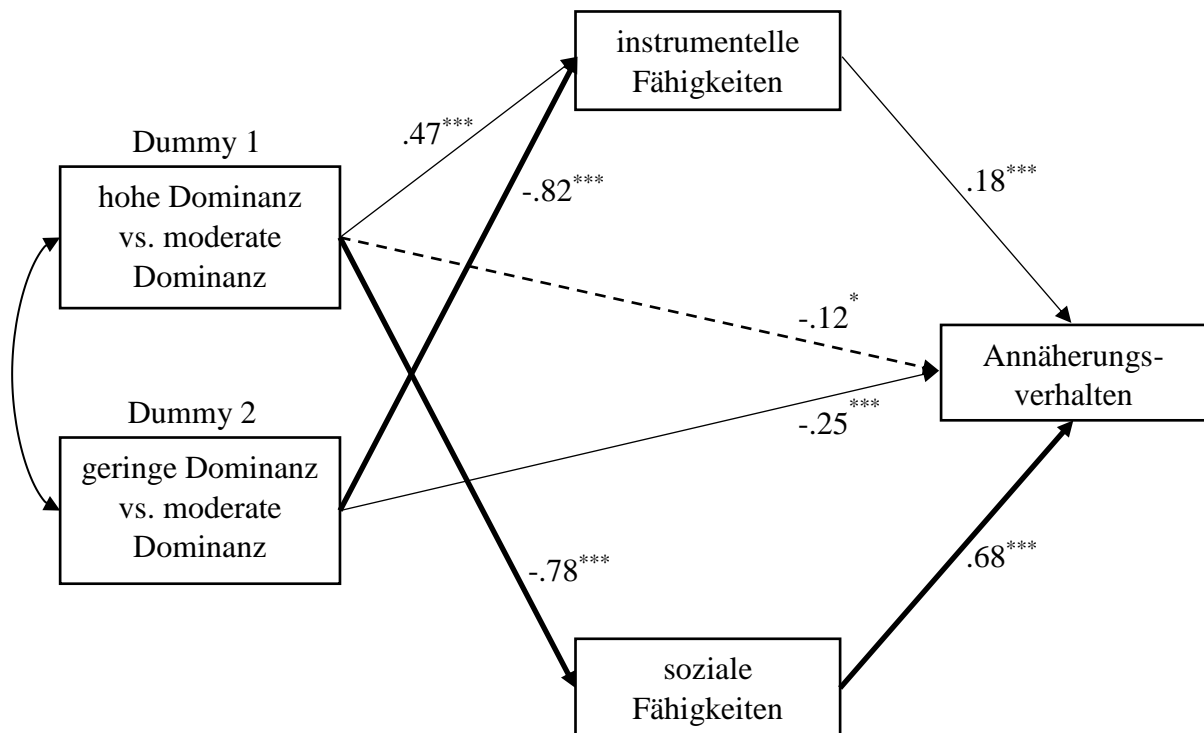 instrumentelle
Fähigkeiten
Dummy 1
.47***
hohe Dominanz
vs. moderate
Dominanz
-.82***
.18***
-.12*
Annäherungs-
verhalten
Dummy 2
-.25***
geringe Dominanz
vs. moderate
Dominanz
-.78***
.68***
soziale
Fähigkeiten